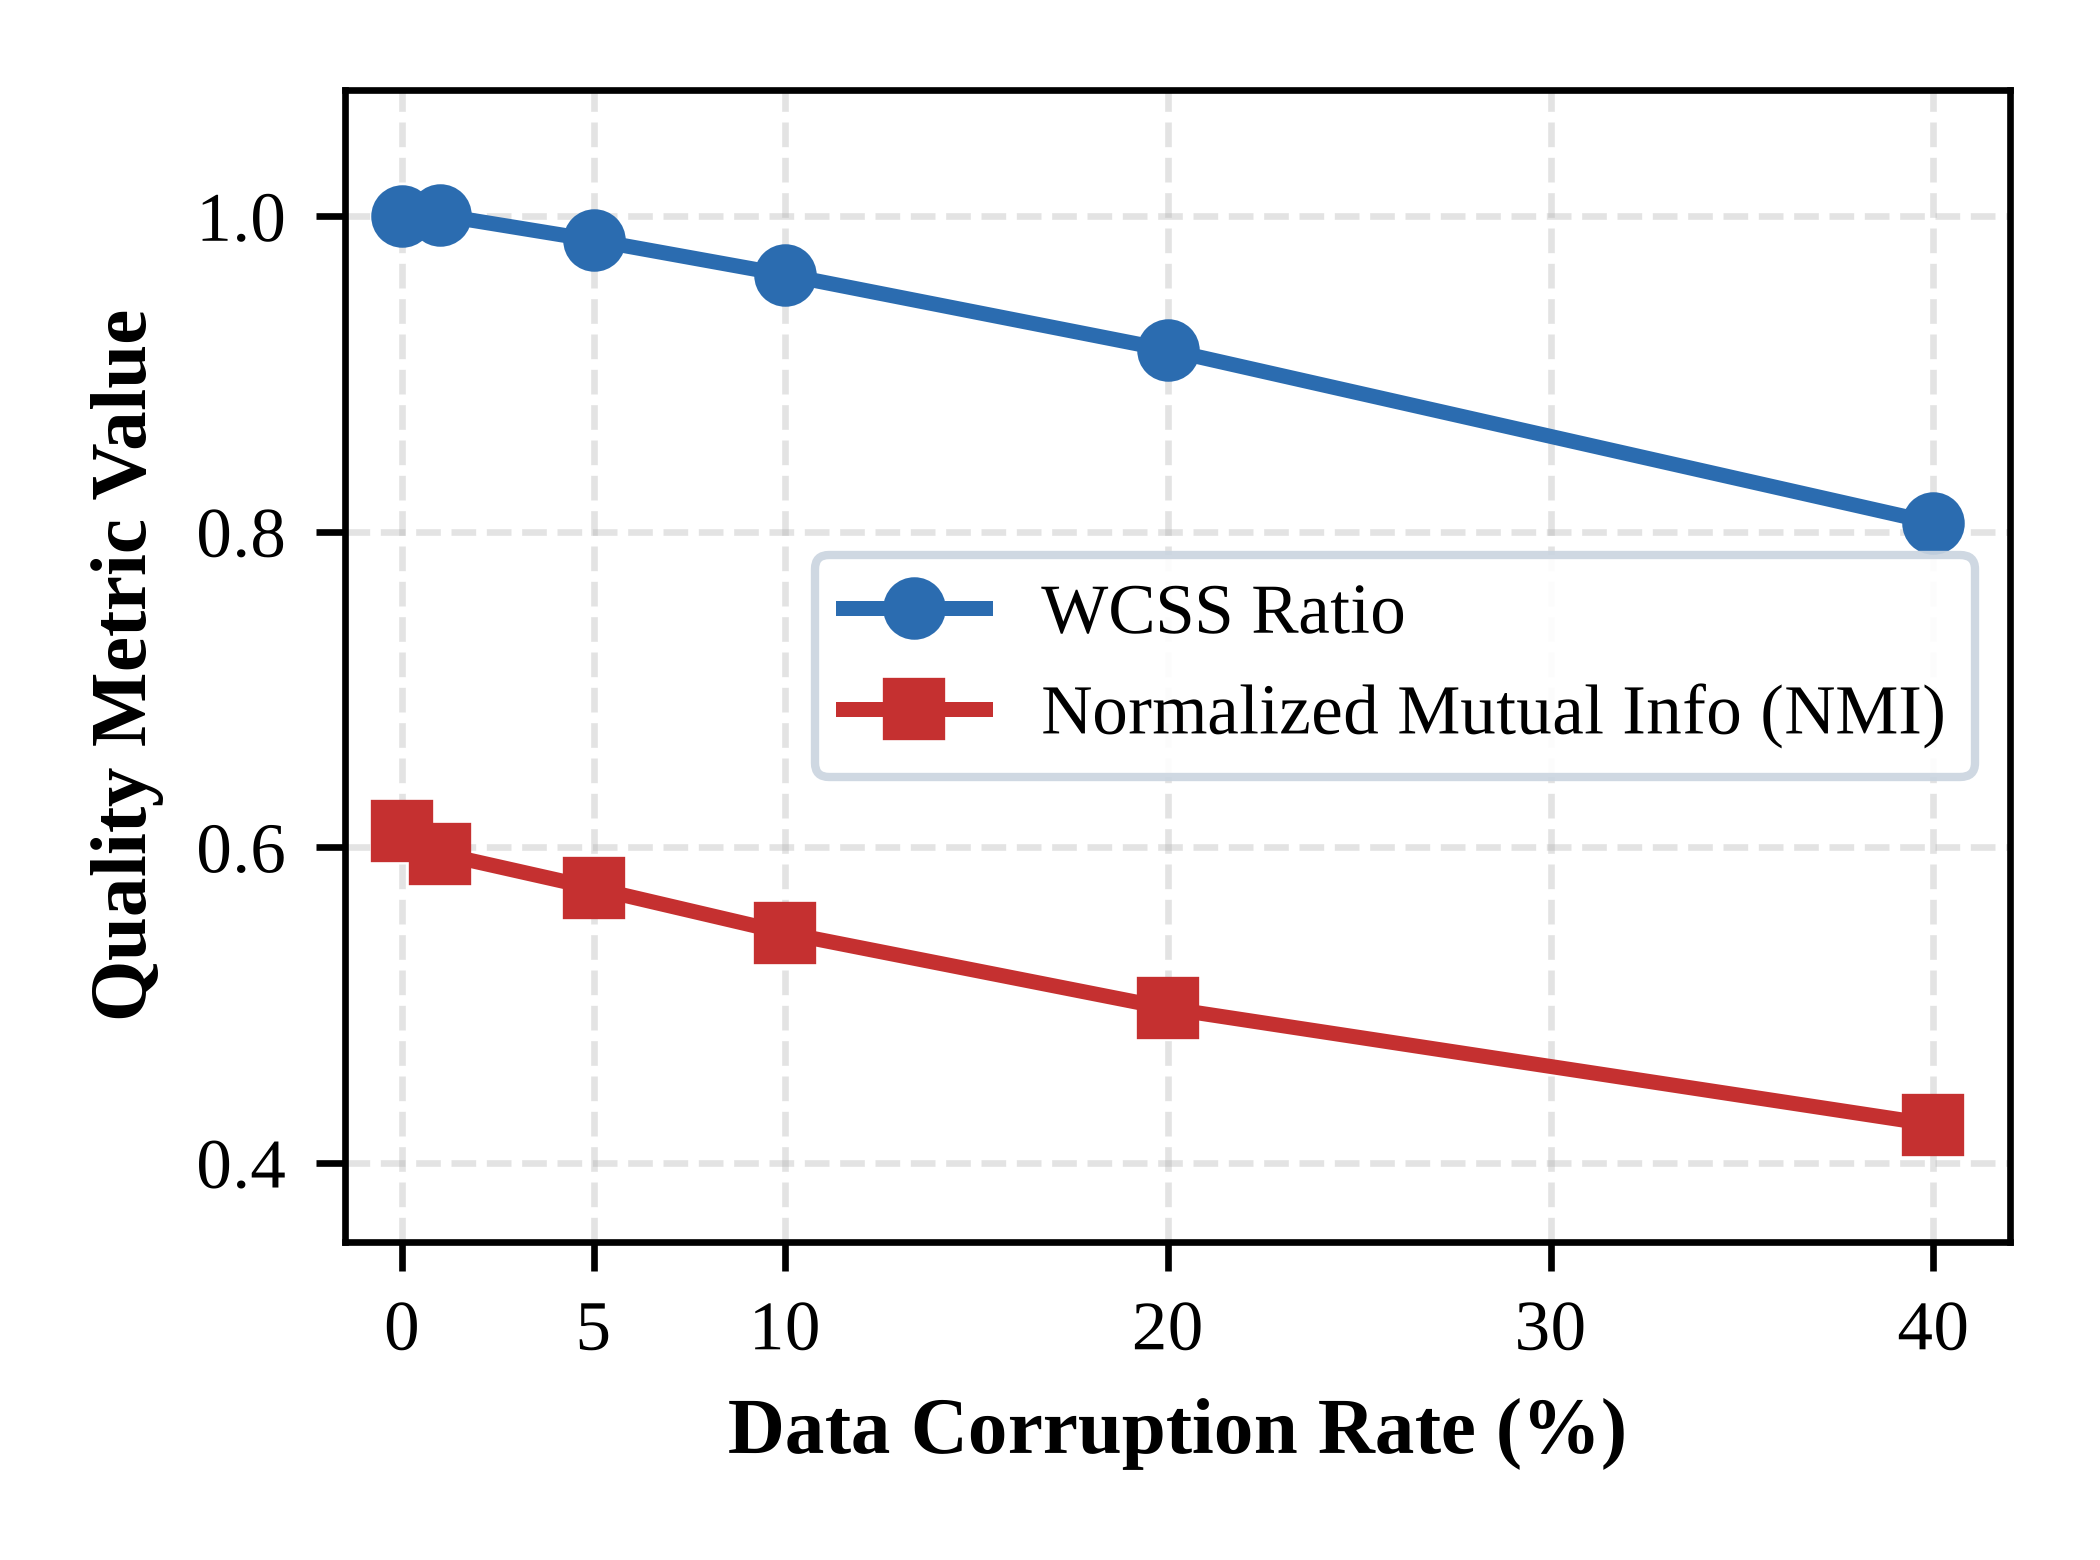 1.0
0.8
0.6
0.4
Quality Metric Value
WCSS Ratio
Normalized Mutual Info (NMI)
0 5 10 20 30 40
Data Corruption Rate (%)